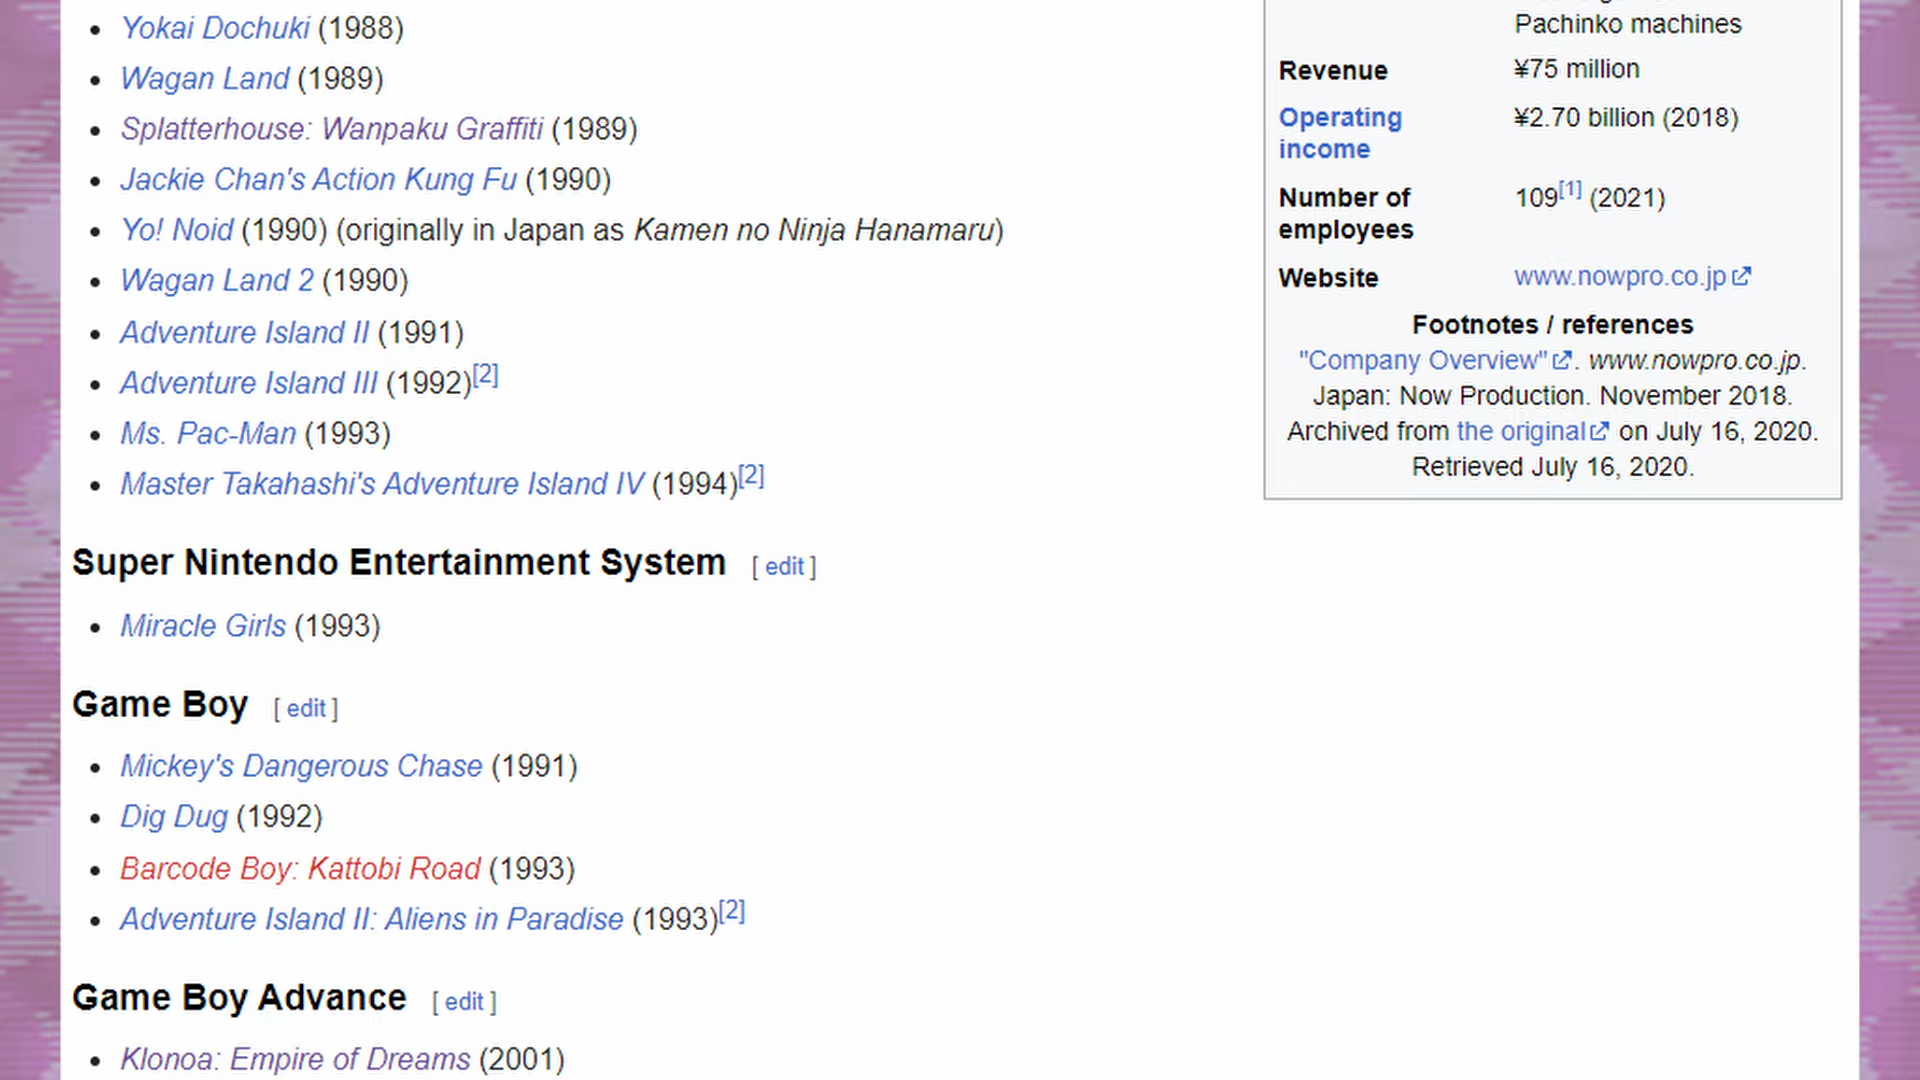 Yokai Dochuki (1988)
Wagan Land (1989)
Splatterhouse: Wanpaku Graffiti (1989)
Jackie Chan's Action Kung Fu (1990)
Yo! Noid (1990) (originally in Japan as Kamen no Ninja Hanamaru)
Wagan Land 2 (1990)
Adventure Island II (1991)
Adventure Island III (1992)[2]
Ms. Pac-Man (1993)
Master Takahashi's Adventure Island IV (1994)[2]
Super Nintendo Entertainment System [ edit ]
Miracle Girls (1993)
Game Boy [ edit ]
Mickey's Dangerous Chase (1991)
Dig Dug (1992)
Barcode Boy: Kattobi Road (1993)
Adventure Island II: Aliens in Paradise (1993)[2]
Game Boy Advance [ edit ]
Klonoa: Empire of Dreams (2001)
Pachinko machines
Revenue ¥75 million
Operating income ¥2.70 billion (2018)
Number of employees 109[1] (2021)
Website www.nowpro.co.jp
Footnotes / references
"Company Overview". www.nowpro.co.jp.
Japan: Now Production. November 2018.
Archived from the original on July 16, 2020.
Retrieved July 16, 2020.